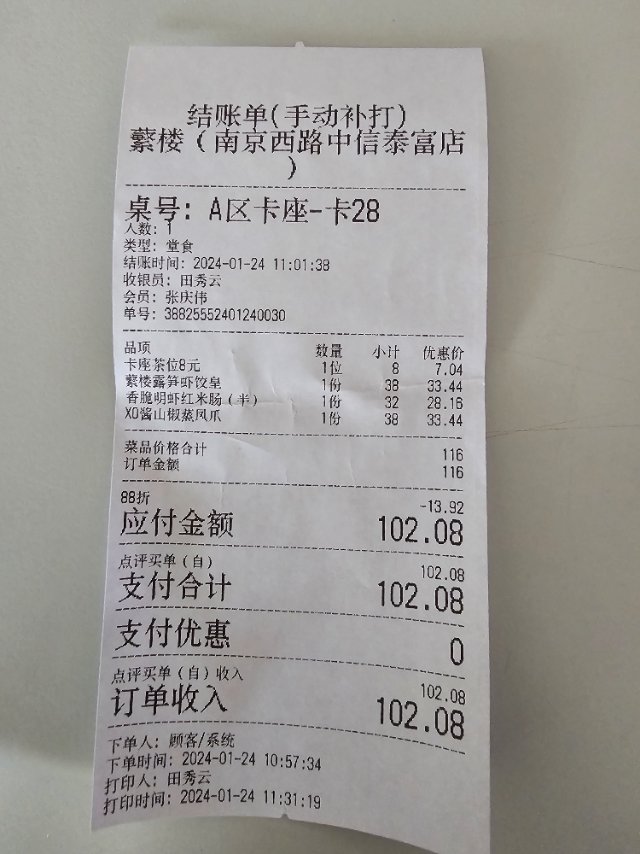 结账单(手动补打)
蘩楼（南京西路中信泰富店
）
桌号: A区卡座-卡28
人数: 1
类型: 堂食
结账时间: 2024-01-24 11:01:38
收银员: 田秀云
会员: 张庆伟
单号: 38825552401240030
品项 数量 小计 优惠价
卡座茶位8元 1位 8 7.04
蘩楼露笋虾饺皇 1份 38 33.44
香脆明虾红米肠（半） 1份 32 28.16
XO酱山椒蒸凤爪 1份 38 33.44
菜品价格合计 116
订单金额 116
88折 -13.92
应付金额 102.08
点评买单（自） 102.08
支付合计 102.08
支付优惠 0
点评买单（自）收入 102.08
订单收入 102.08
下单人: 顾客/系统
下单时间: 2024-01-24 10:57:34
打印人: 田秀云
打印时间: 2024-01-24 11:31:19